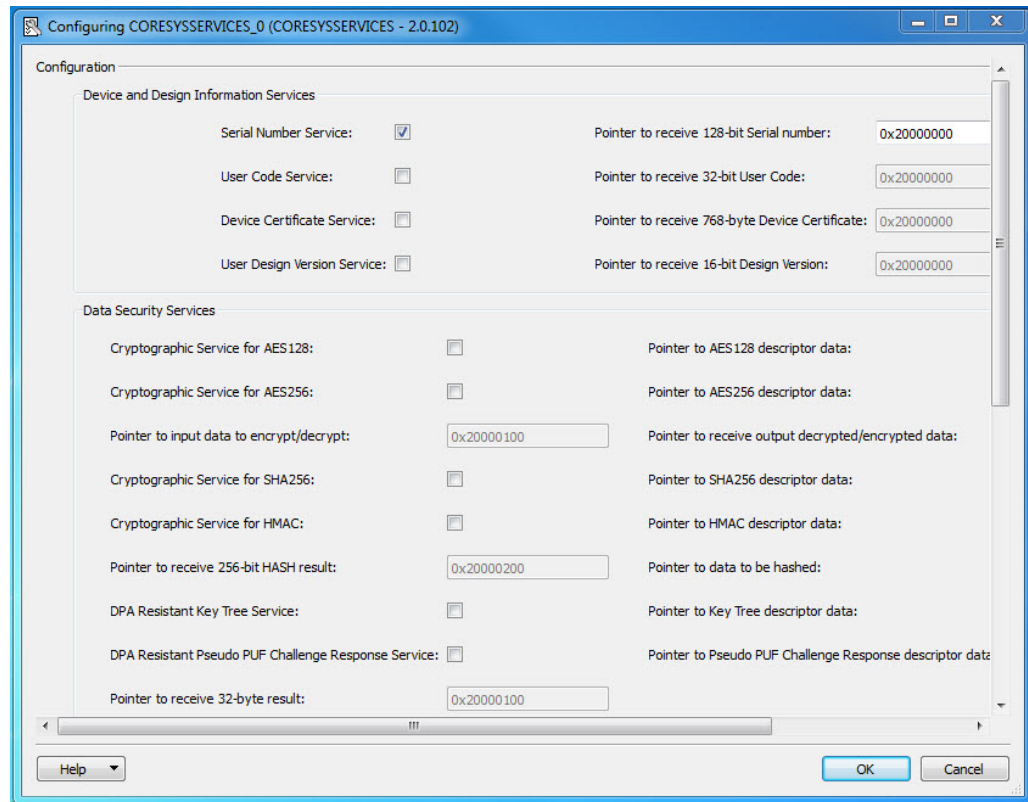 Configuring CORESYSSERVICES_0 (CORESYSSERVICES - 2.0.102)
Configuration
Device and Design Information Services
Serial Number Service: Pointer to receive 128-bit Serial number: 0x20000000
User Code Service: Pointer to receive 32-bit User Code: 0x20000000
Device Certificate Service: Pointer to receive 768-byte Device Certificate: 0x20000000
User Design Version Service: Pointer to receive 16-bit Design Version: 0x20000000
Data Security Services
Cryptographic Service for AES128: Pointer to AES128 descriptor data:
Cryptographic Service for AES256: Pointer to AES256 descriptor data:
Pointer to input data to encrypt/decrypt: 0x20000100 Pointer to receive output decrypted/encrypted data:
Cryptographic Service for SHA256: Pointer to SHA256 descriptor data:
Cryptographic Service for HMAC: Pointer to HMAC descriptor data:
Pointer to receive 256-bit HASH result: 0x20000200 Pointer to data to be hashed:
DPA Resistant Key Tree Service: Pointer to Key Tree descriptor data:
DPA Resistant Pseudo PUF Challenge Response Service: Pointer to Pseudo PUF Challenge Response descriptor data
Pointer to receive 32-byte result: 0x20000100
Help OK Cancel